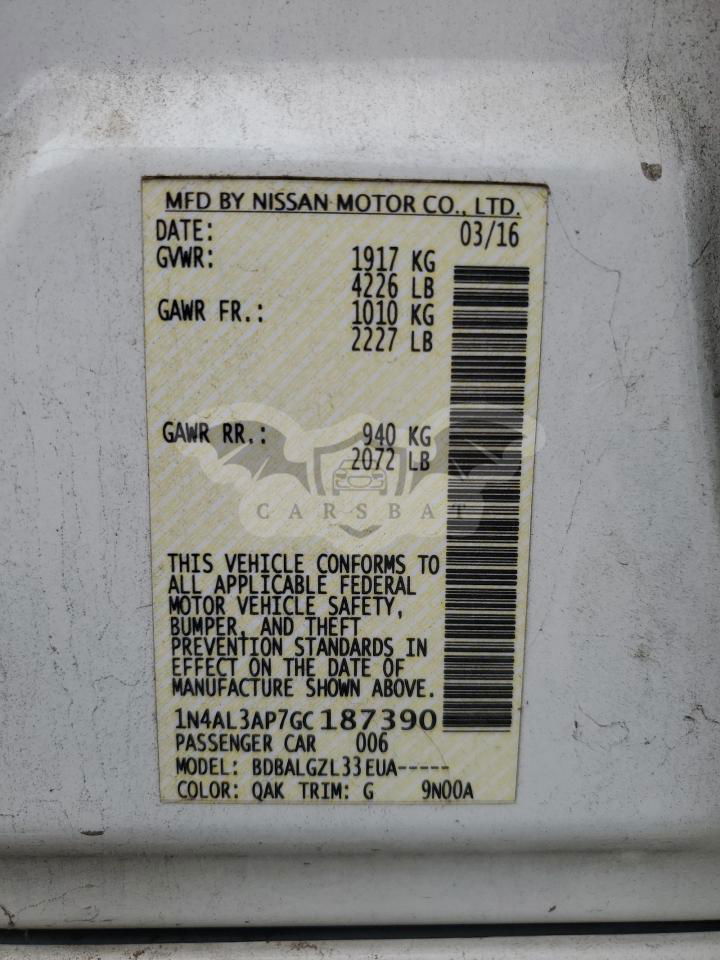 MFD BY NISSAN MOTOR CO., LTD.
DATE: 03/16
GVWR: 1917 KG
4226 LB
GAWR FR.: 1010 KG
2227 LB
GAWR RR.: 940 KG
2072 LB
CARSBAT
THIS VEHICLE CONFORMS TO
ALL APPLICABLE FEDERAL
MOTOR VEHICLE SAFETY,
BUMPER, AND THEFT
PREVENTION STANDARDS IN
EFFECT ON THE DATE OF
MANUFACTURE SHOWN ABOVE.
1N4AL3AP7GC187390
PASSENGER CAR 006
MODEL: BDBALGZL33EUA-----
COLOR: QAK TRIM: G 9N00A